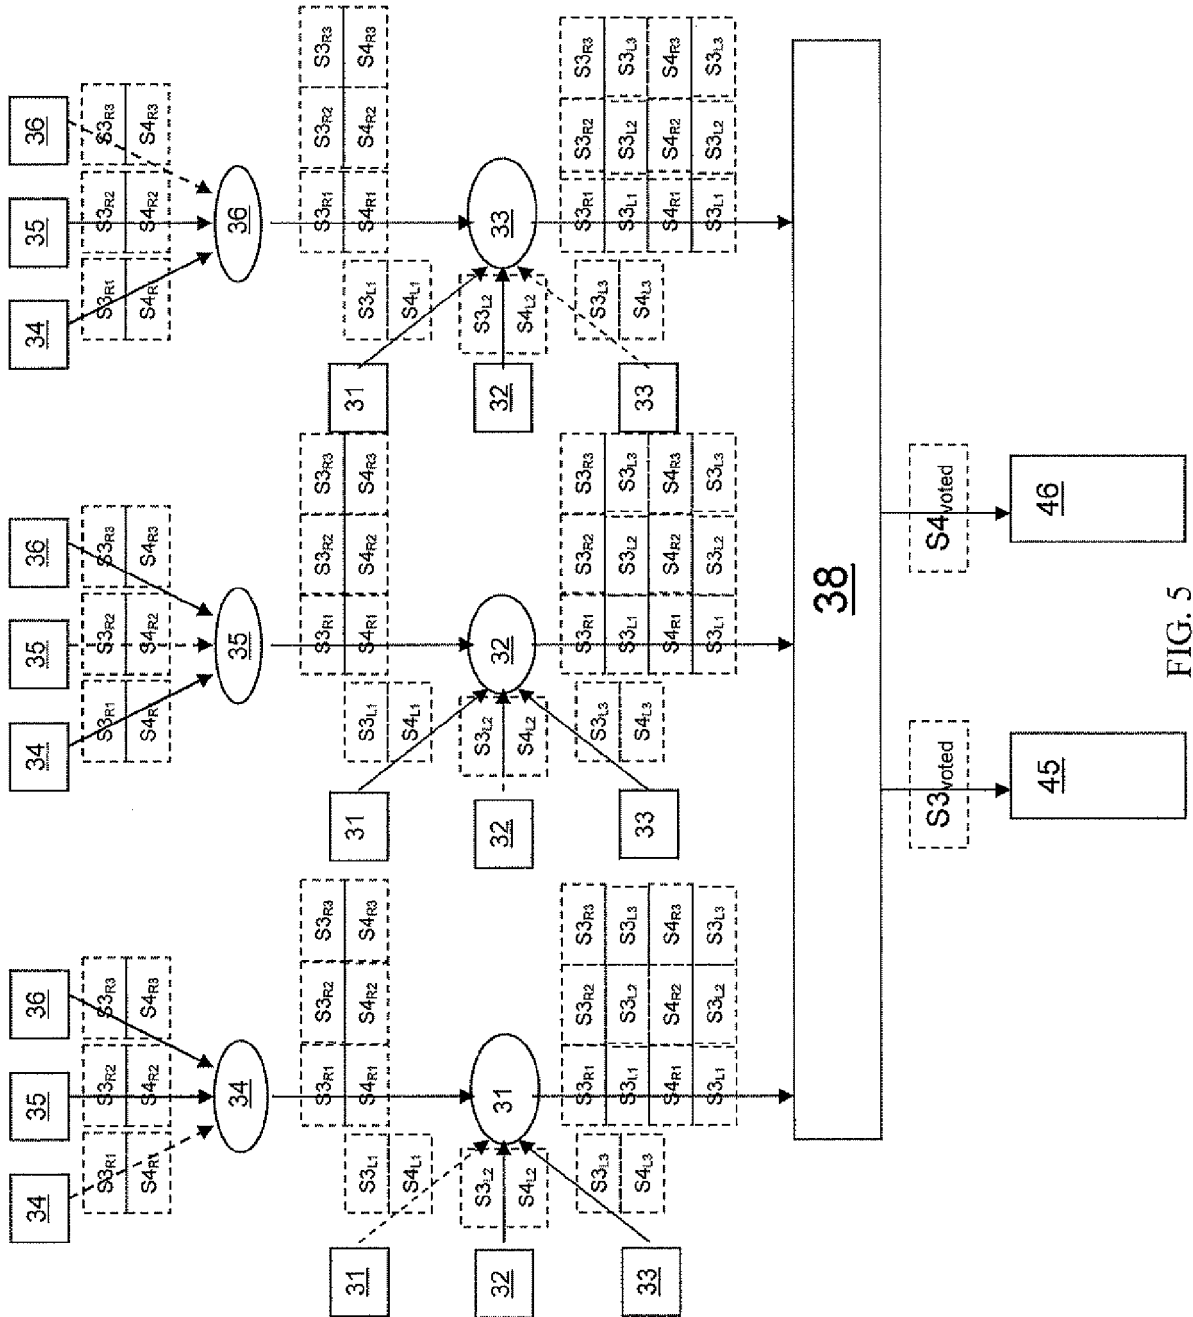 34 35 36
S3R1 S3R2 S3R3
S4R1 S4R2 S4R3
34
S3R1 S3R2 S3R3
S4R1 S4R2 S4R3
31
S3L1
S4L1
32
S3L2
S4L2
33
S3L3
S4L3
31
S3R1 S3R2 S3R3
S3L1 S3L2 S3L3
S4R1 S4R2 S4R3
S3L1 S3L2 S3L3
34 35 36
S3R1 S3R2 S3R3
S4R1 S4R2 S4R3
35
S3R1 S3R2 S3R3
S4R1 S4R2 S4R3
31
S3L1
S4L1
32
S3L2
S4L2
33
S3L3
S4L3
32
S3R1 S3R2 S3R3
S3L1 S3L2 S3L3
S4R1 S4R2 S4R3
S3L1 S3L2 S3L3
34 35 36
S3R1 S3R2 S3R3
S4R1 S4R2 S4R3
36
S3R1 S3R2 S3R3
S4R1 S4R2 S4R3
31
S3L1
S4L1
32
S3L2
S4L2
33
S3L3
S4L3
33
S3R1 S3R2 S3R3
S3L1 S3L2 S3L3
S4R1 S4R2 S4R3
S3L1 S3L2 S3L3
38
S3voted S4voted
45 46
FIG. 5